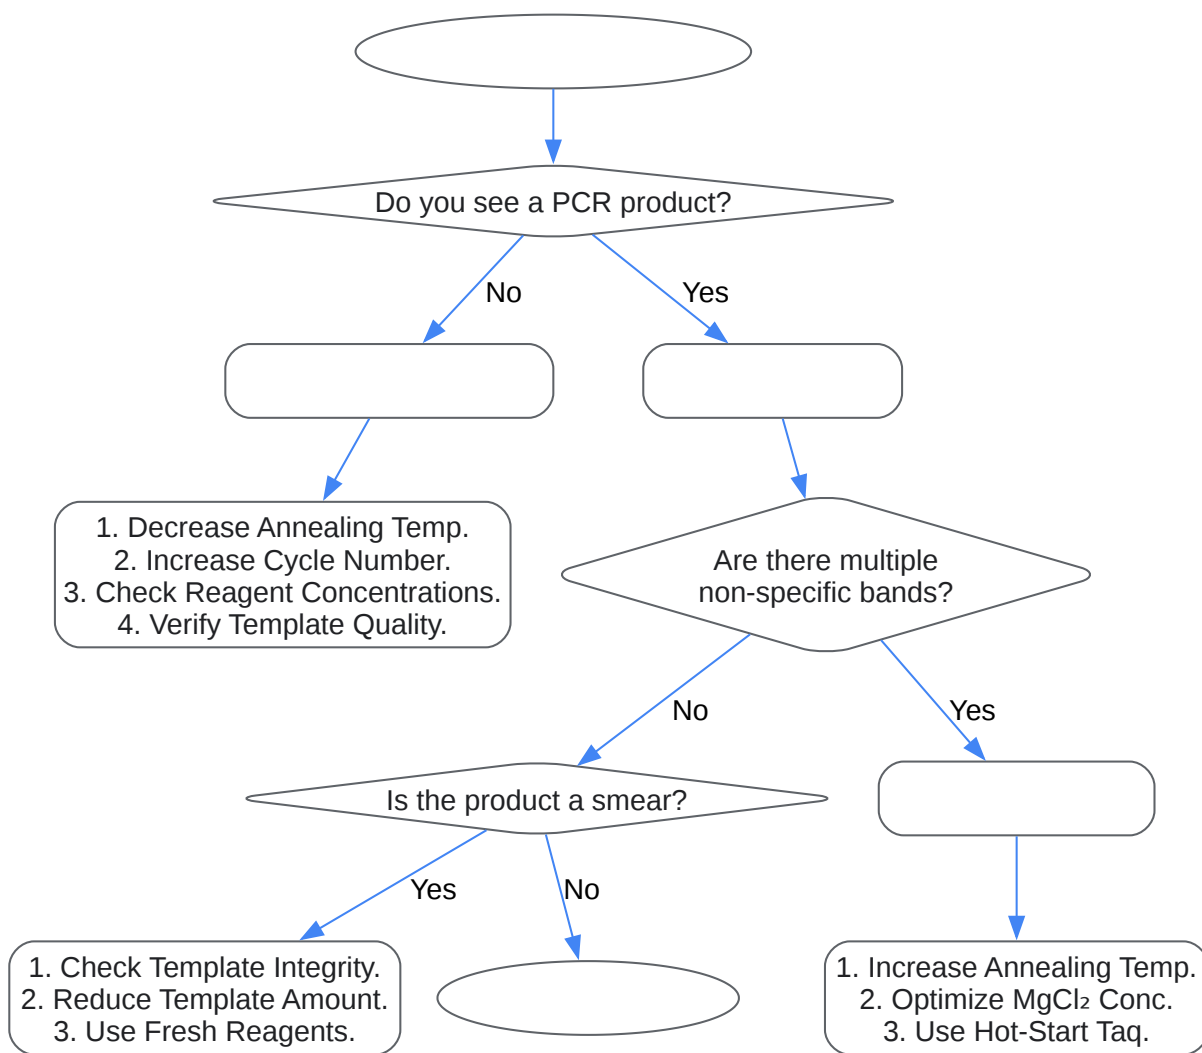 Do you see a PCR product?
No
Yes
1. Decrease Annealing Temp.
2. Increase Cycle Number.
3. Check Reagent Concentrations.
4. Verify Template Quality.
Are there multiple
non-specific bands?
No
Yes
Is the product a smear?
Yes
No
1. Check Template Integrity.
2. Reduce Template Amount.
3. Use Fresh Reagents.
1. Increase Annealing Temp.
2. Optimize MgCl₂ Conc.
3. Use Hot-Start Taq.